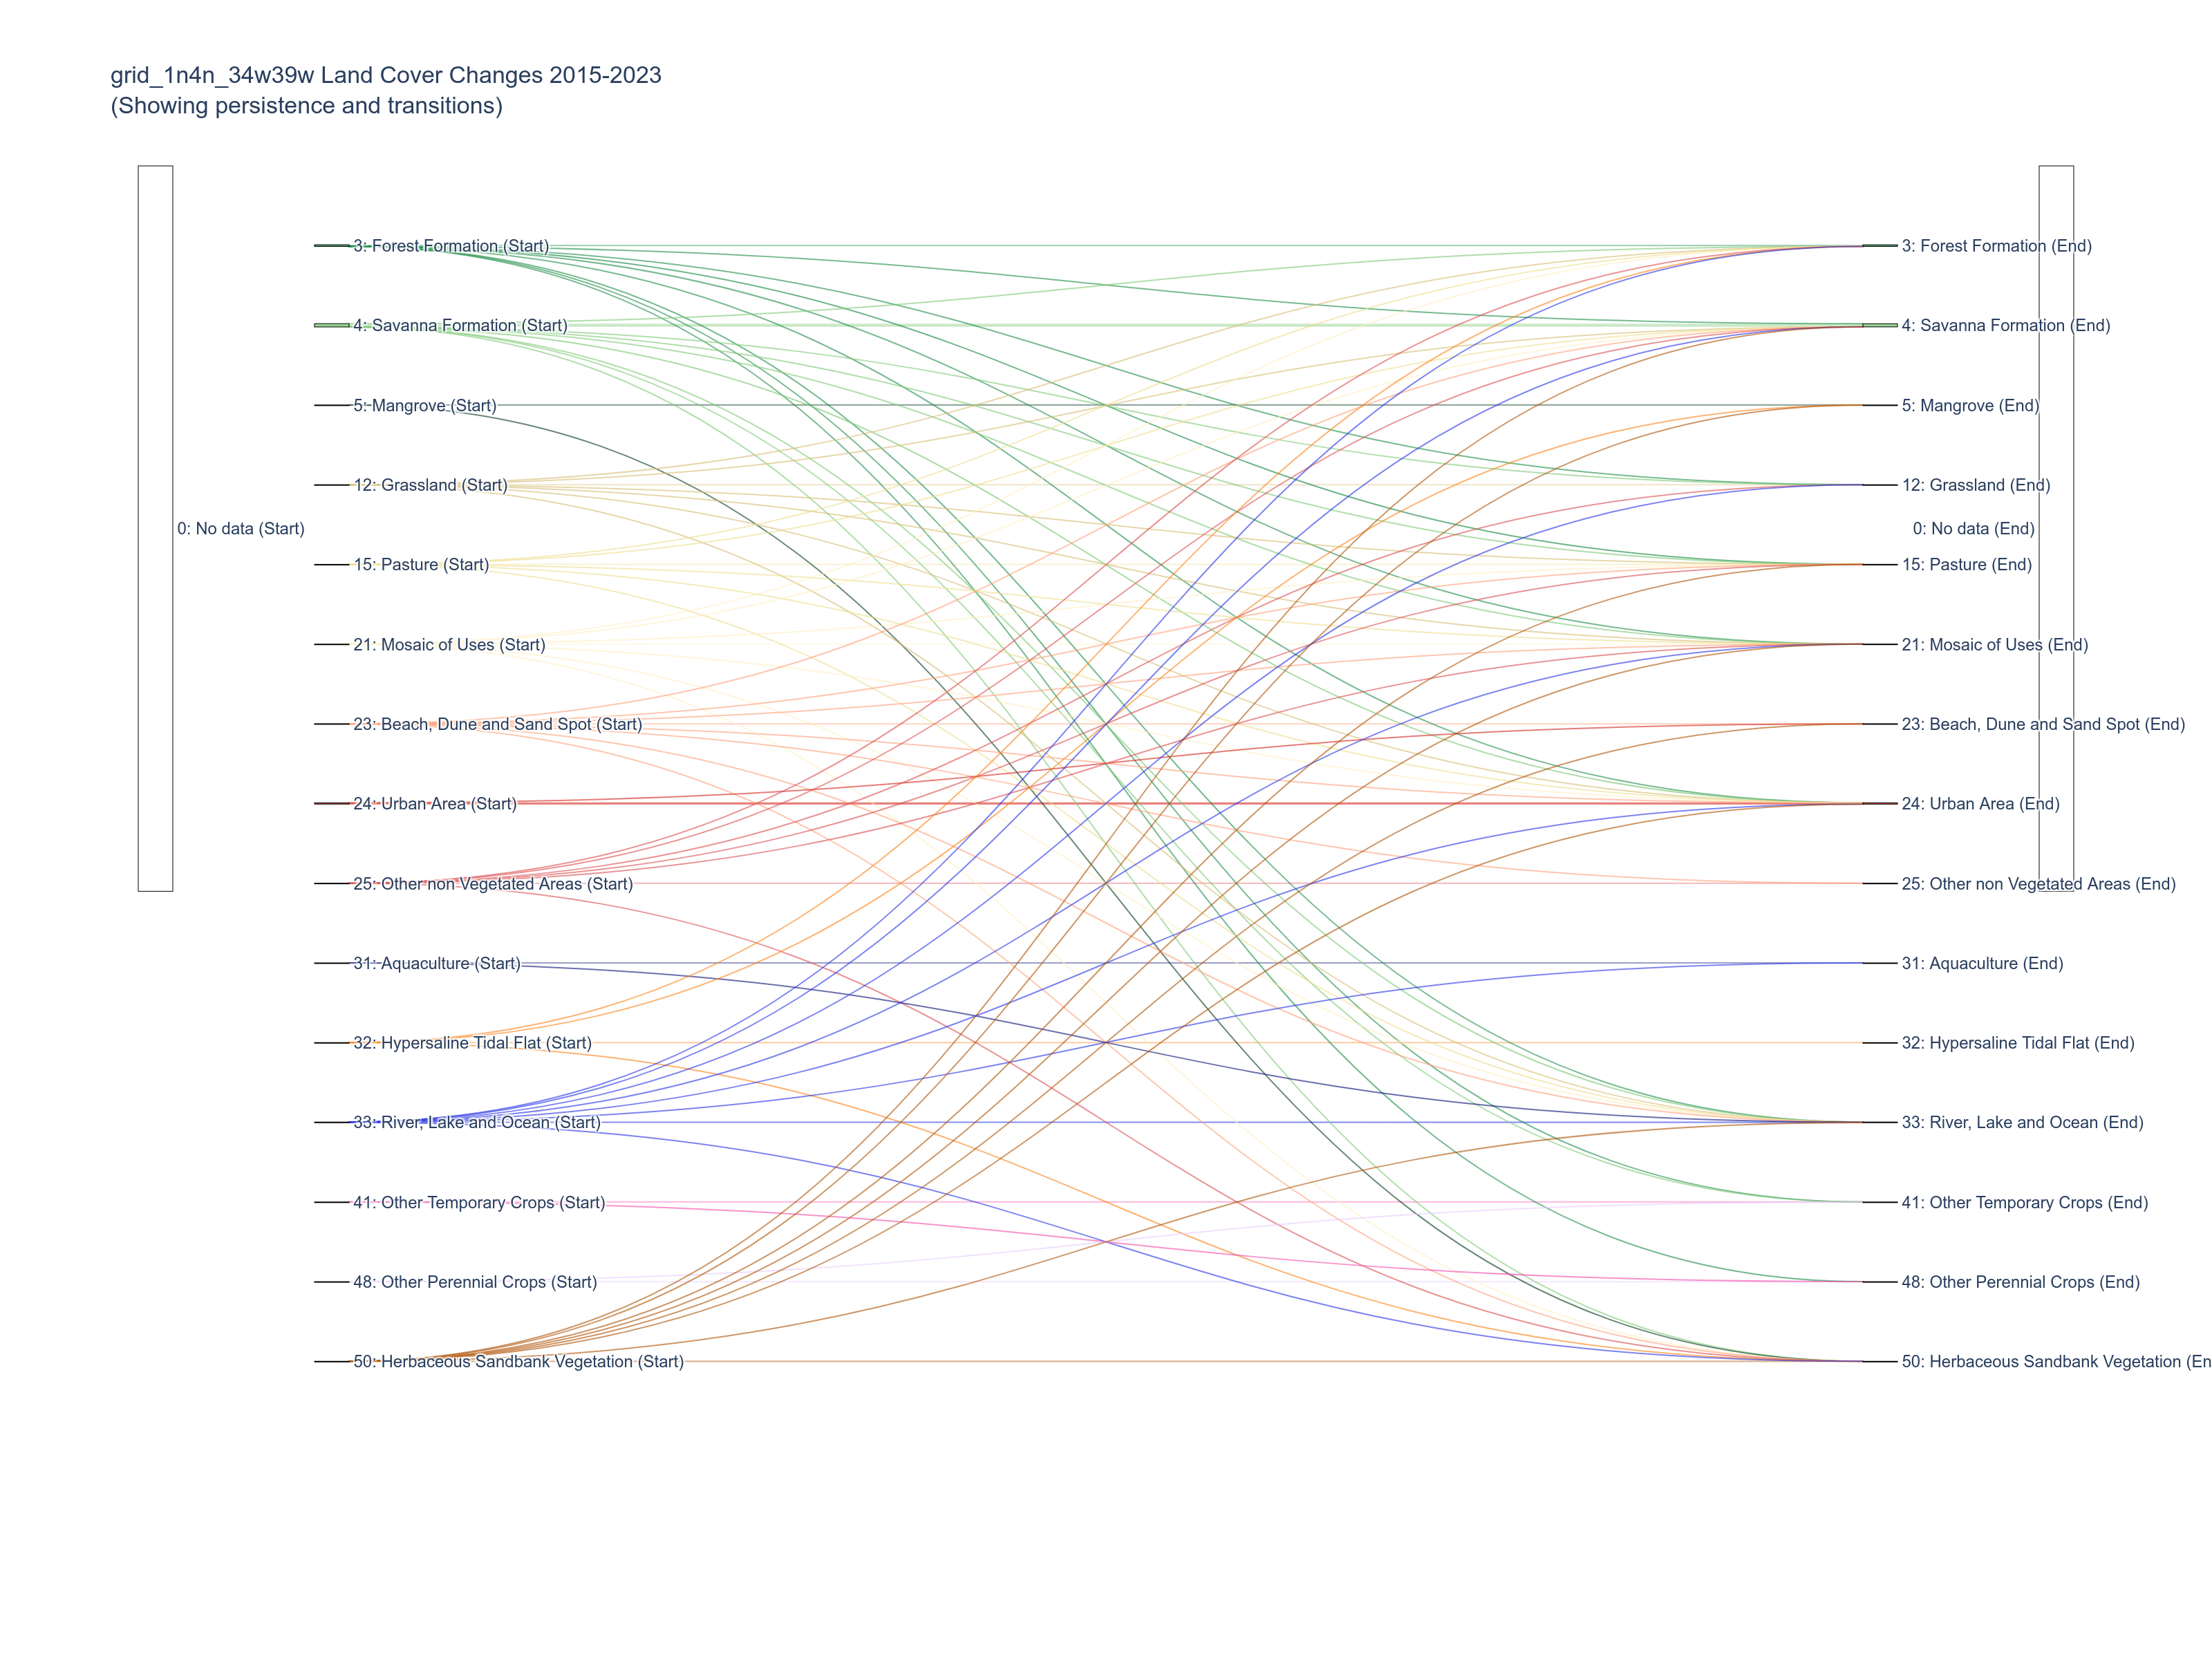 grid_1n4n_34w39w Land Cover Changes 2015-2023
(Showing persistence and transitions)
3: Forest Formation (Start)
3: Forest Formation (End)
4: Savanna Formation (Start)
4: Savanna Formation (End)
5: Mangrove (Start)
5: Mangrove (End)
12: Grassland (Start)
12: Grassland (End)
0: No data (Start)
0: No data (End)
15: Pasture (Start)
15: Pasture (End)
21: Mosaic of Uses (Start)
21: Mosaic of Uses (End)
23: Beach, Dune and Sand Spot (Start)
23: Beach, Dune and Sand Spot (End)
24: Urban Area (Start)
24: Urban Area (End)
25: Other non Vegetated Areas (Start)
25: Other non Vegetated Areas (End)
31: Aquaculture (Start)
31: Aquaculture (End)
32: Hypersaline Tidal Flat (Start)
32: Hypersaline Tidal Flat (End)
33: River, Lake and Ocean (Start)
33: River, Lake and Ocean (End)
41: Other Temporary Crops (Start)
41: Other Temporary Crops (End)
48: Other Perennial Crops (Start)
48: Other Perennial Crops (End)
50: Herbaceous Sandbank Vegetation (Start)
50: Herbaceous Sandbank Vegetation (En